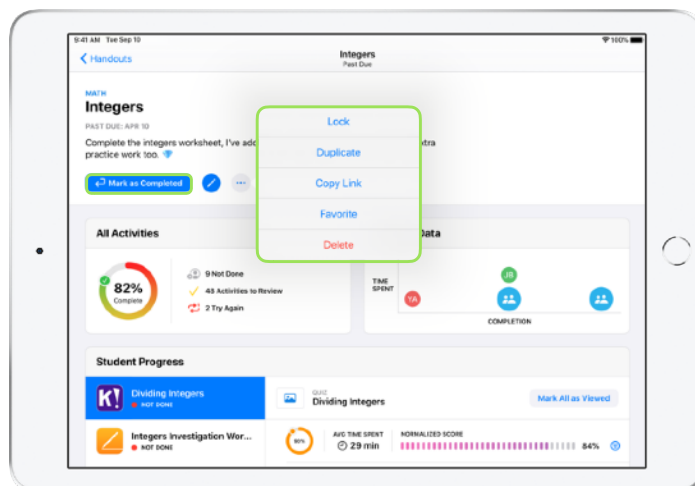 9:41 AM Tue Sep 10
100%
Handouts
Integers
Past Due
MATH
Integers
PAST DUE: APR 10
Complete the integers worksheet, I've add
xtra
practice work too.
Mark as Completed
Lock
Duplicate
Copy Link
Favorite
Delete
All Activities
Data
82%
Complete
9 Not Done
45 Activities to Review
2 Try Again
TIME
SPENT
YA
JB
COMPLETION
Student Progress
K!
Dividing Integers
NOT DONE
QUIZ
Dividing Integers
Mark All as Viewed
Integers Investigation Wor...
NOT DONE
80%
AVG TIME SPENT
29 min
NORMALIZED SCORE
84%